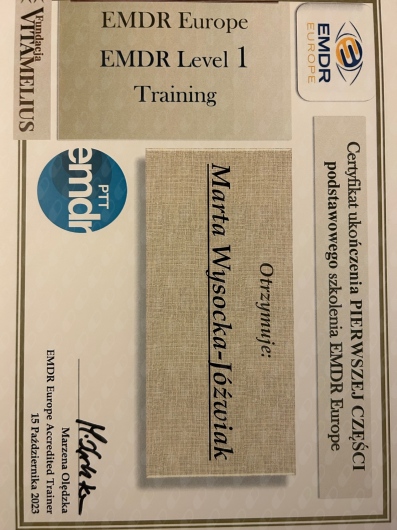 Fundacja
VITAMELIUS
EMDR Europe
EMDR Level 1
Training
EMDR
EUROPE
Certyfikat ukończenia PIERWSZEJ CZĘŚCI
podstawowego szkolenia EMDR Europe
Otrzymuje:
Marta Wysocka-Jóźwiak
PTT
emdr
Marzena Olędzka
EMDR Europe Accredited Trainer
15 Października 2023